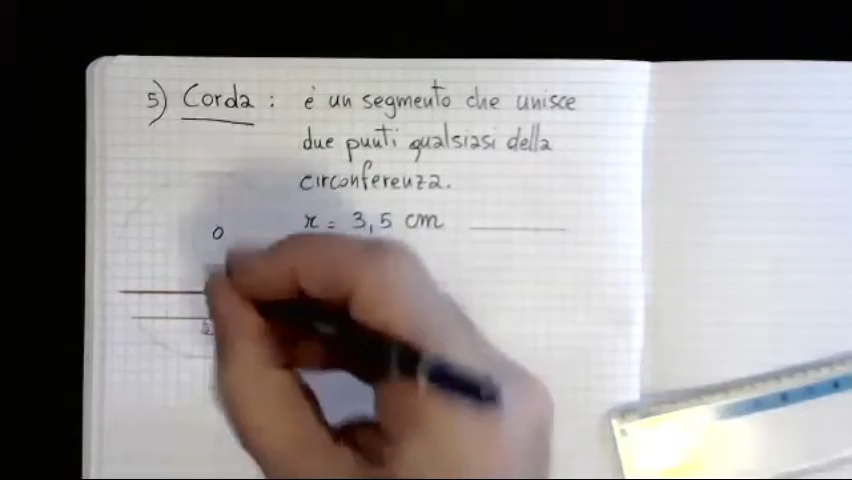 5) Corda : è un segmento che unisce
due punti qualsiasi della
circonferenza.
r = 3,5 cm
O